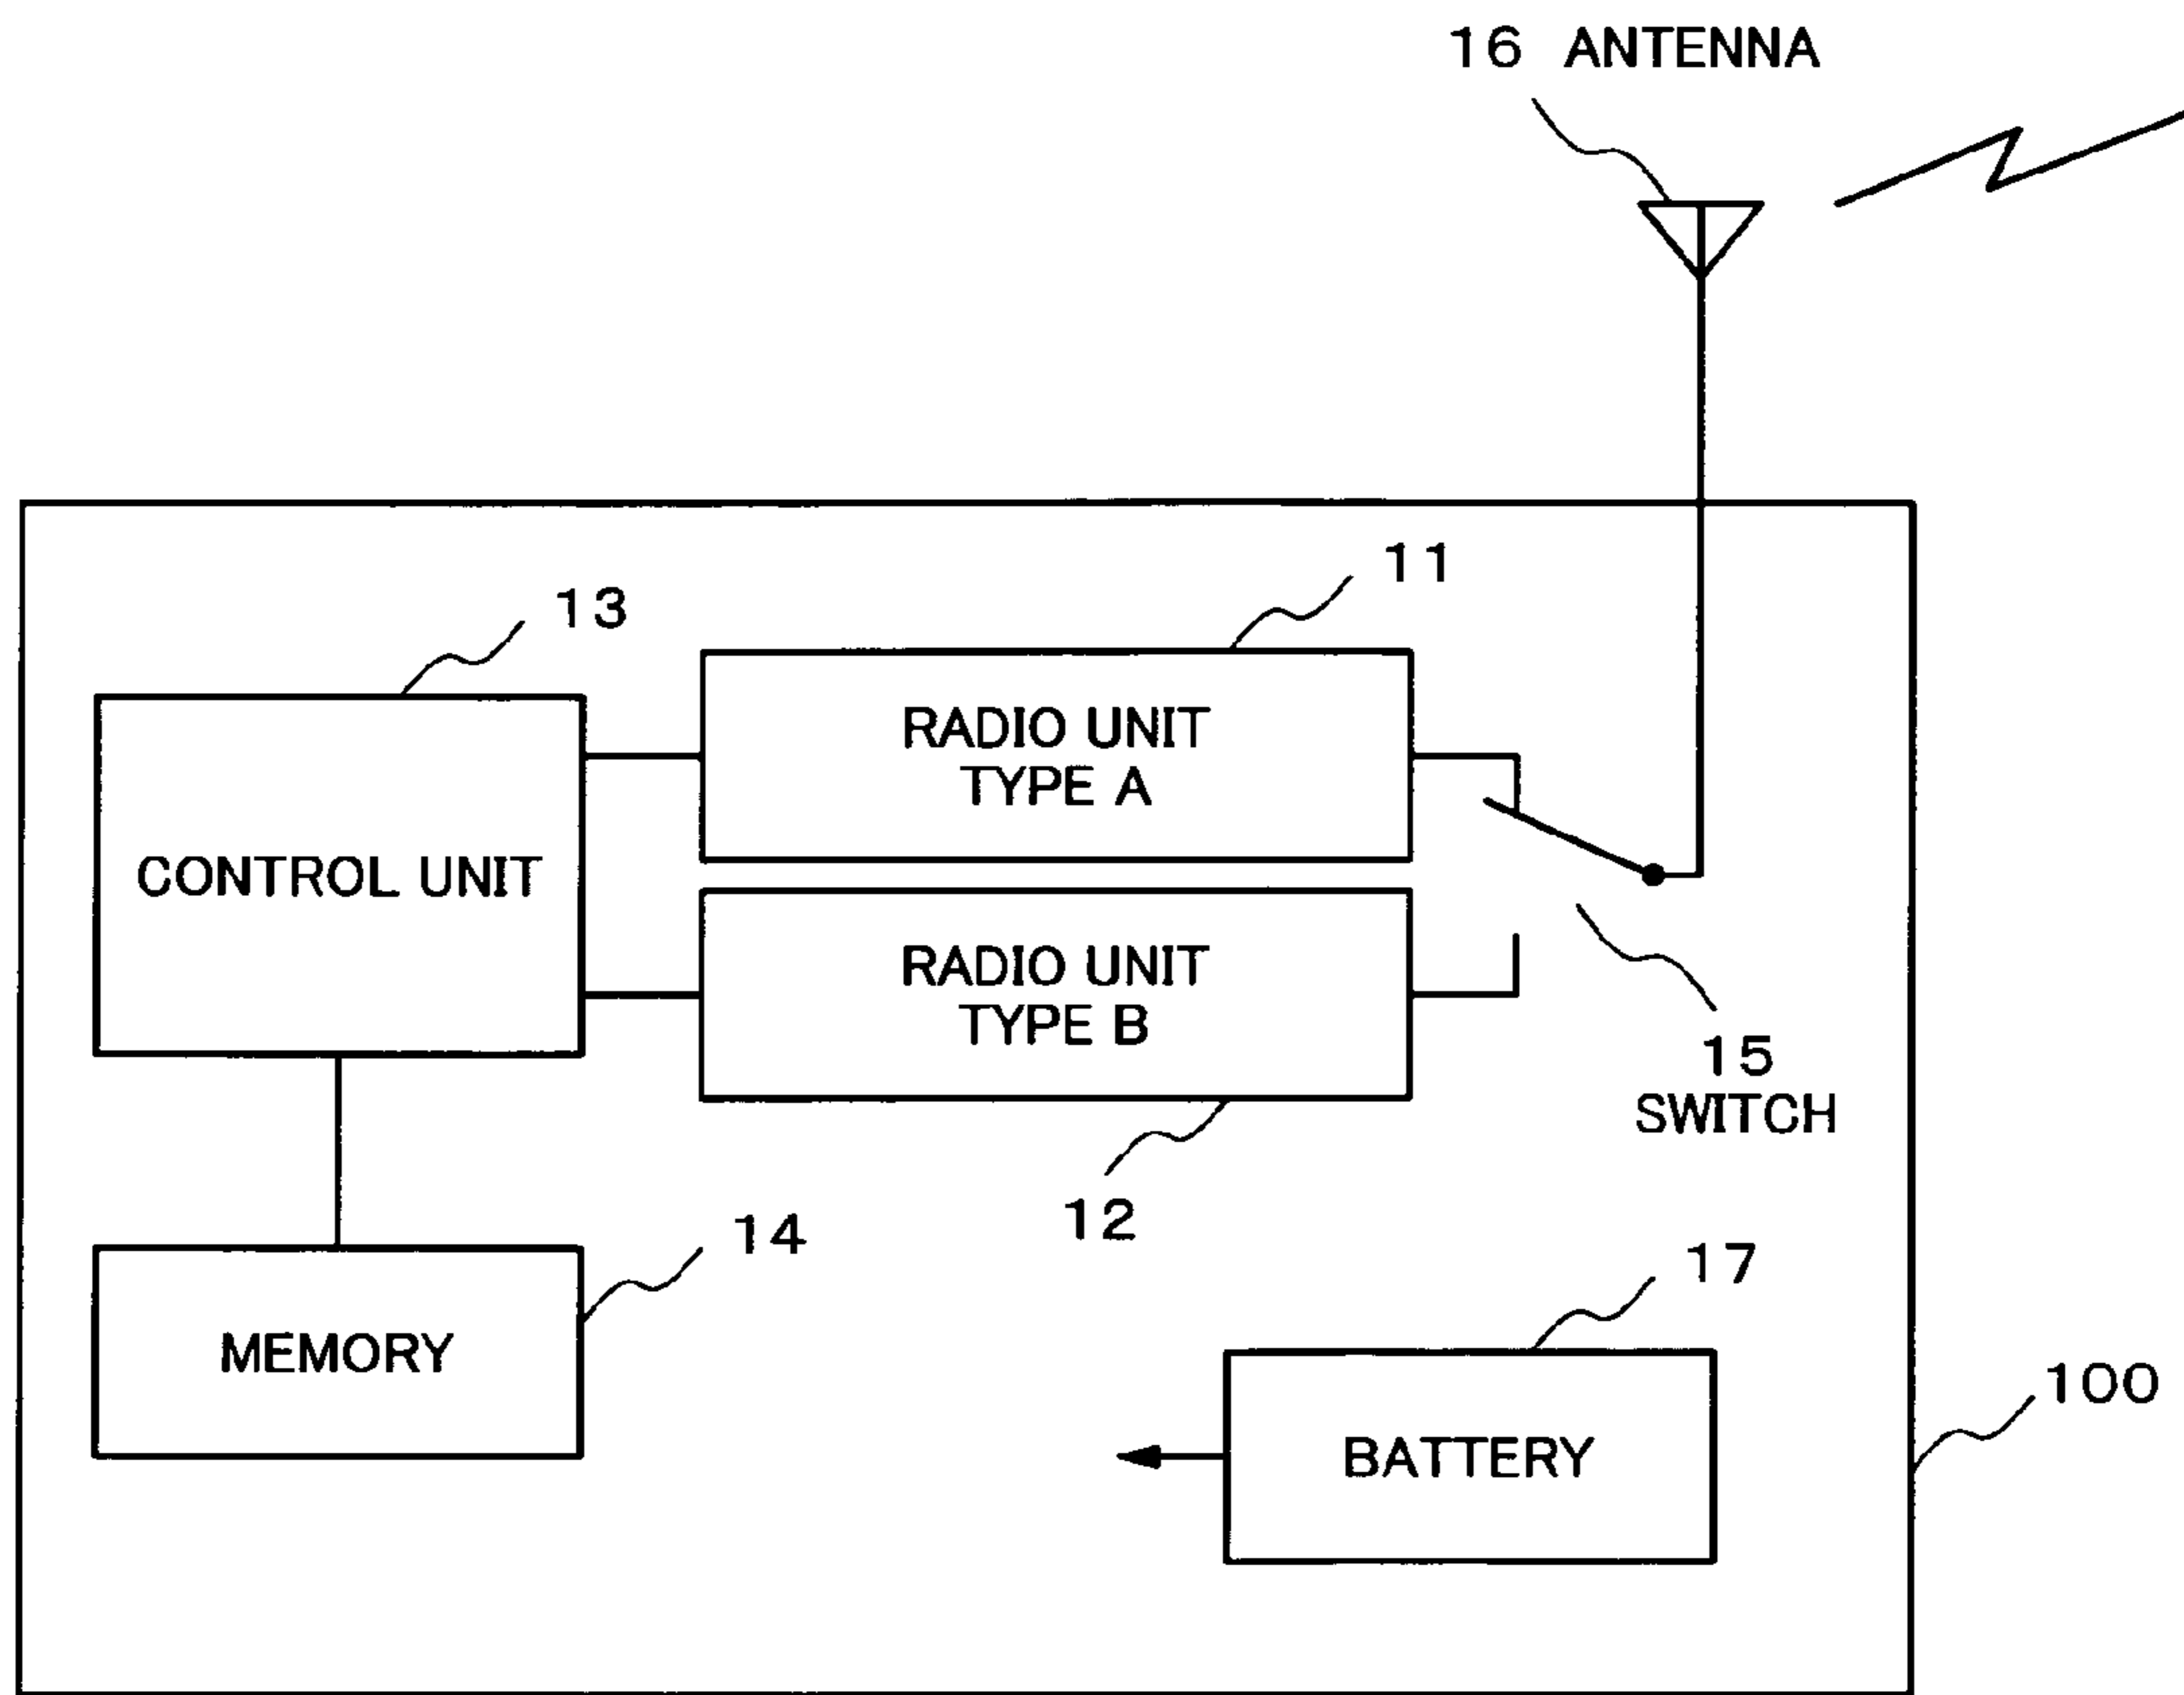 16 ANTENNA
11
13
RADIO UNIT
TYPE A
CONTROL UNIT
RADIO UNIT
TYPE B
15
SWITCH
12
14
17
MEMORY
100
BATTERY